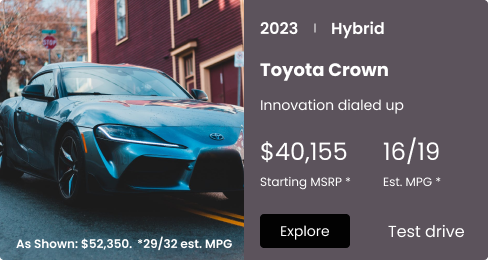 STOP
As Shown: $52,350. *29/32 est. MPG
2023 | Hybrid
Toyota Crown
Innovation dialed up
$40,155
16/19
Starting MSRP *
Est. MPG *
Explore
Test drive